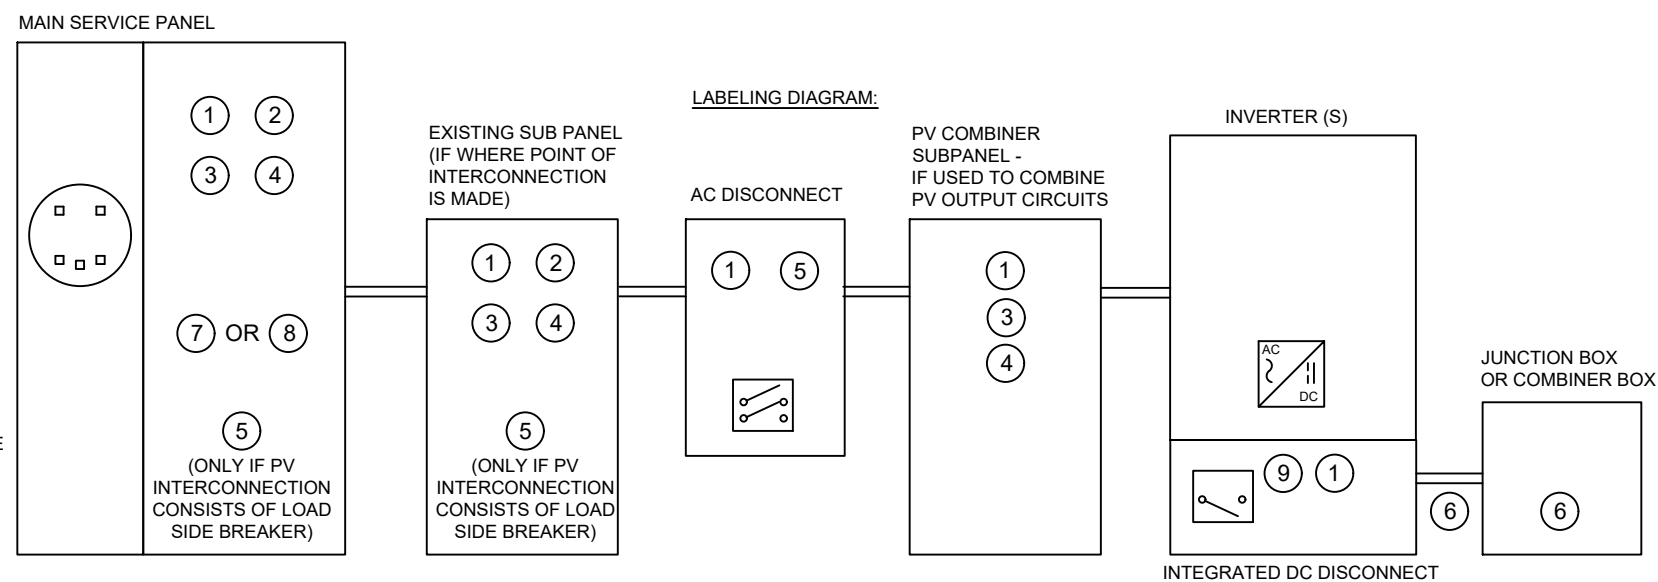 MAIN SERVICE PANEL
1 2
3 4
7 OR 8
5
(ONLY IF PV
INTERCONNECTION
CONSISTS OF LOAD
SIDE BREAKER)
E
EXISTING SUB PANEL
(IF WHERE POINT OF
INTERCONNECTION
IS MADE)
1 2
3 4
5
(ONLY IF PV
INTERCONNECTION
CONSISTS OF LOAD
SIDE BREAKER)
LABELING DIAGRAM:
AC DISCONNECT
1 5
PV COMBINER
SUBPANEL -
IF USED TO COMBINE
PV OUTPUT CIRCUITS
1
3
4
INVERTER (S)
AC
DC
9 1
INTEGRATED DC DISCONNECT
6
JUNCTION BOX
OR COMBINER BOX
6